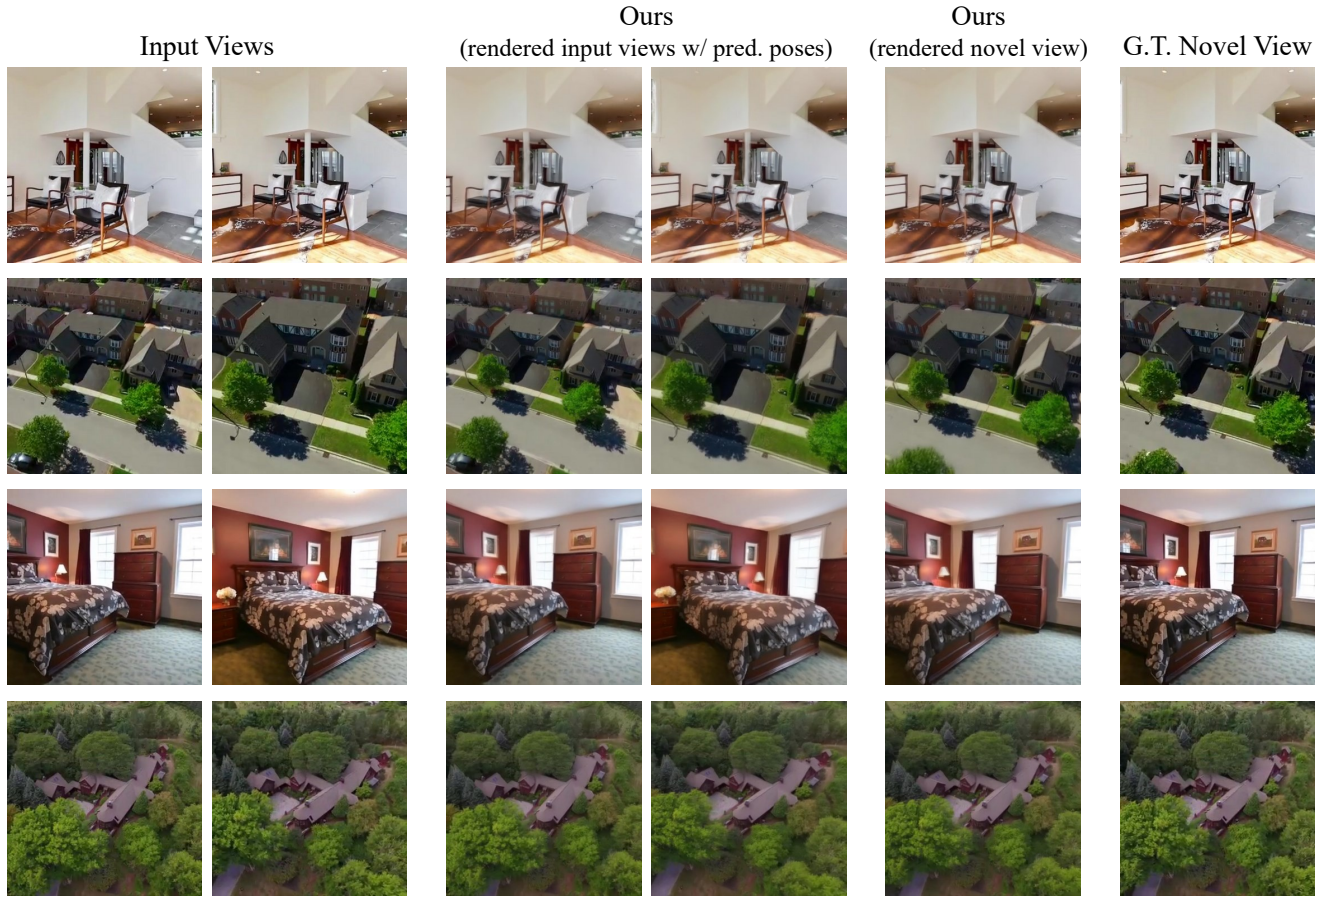 Input Views
Ours
(rendered input views w/ pred. poses)
Ours
(rendered novel view)
G.T. Novel View